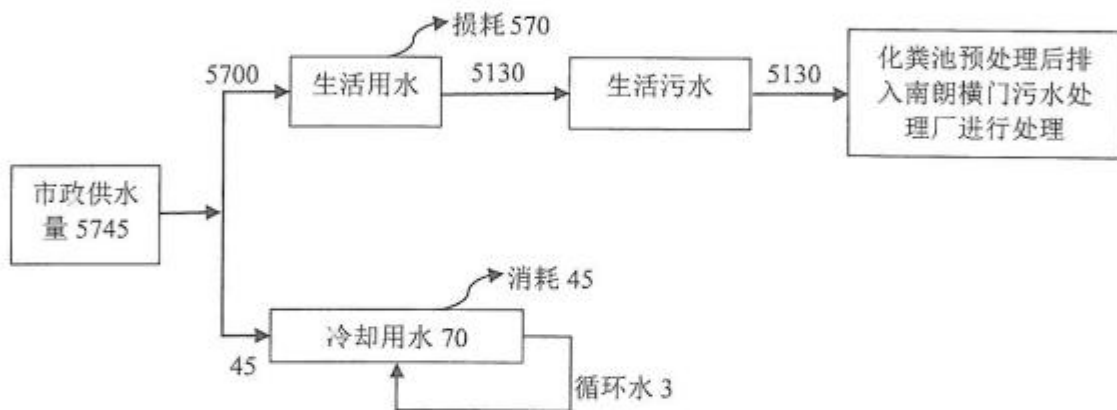 损耗 570
5700
生活用水
5130
生活污水
5130
化粪池预处理后排
入南朗横门污水处
理厂进行处理
市政供水
量 5745
消耗 45
冷却用水 70
45
循环水 3